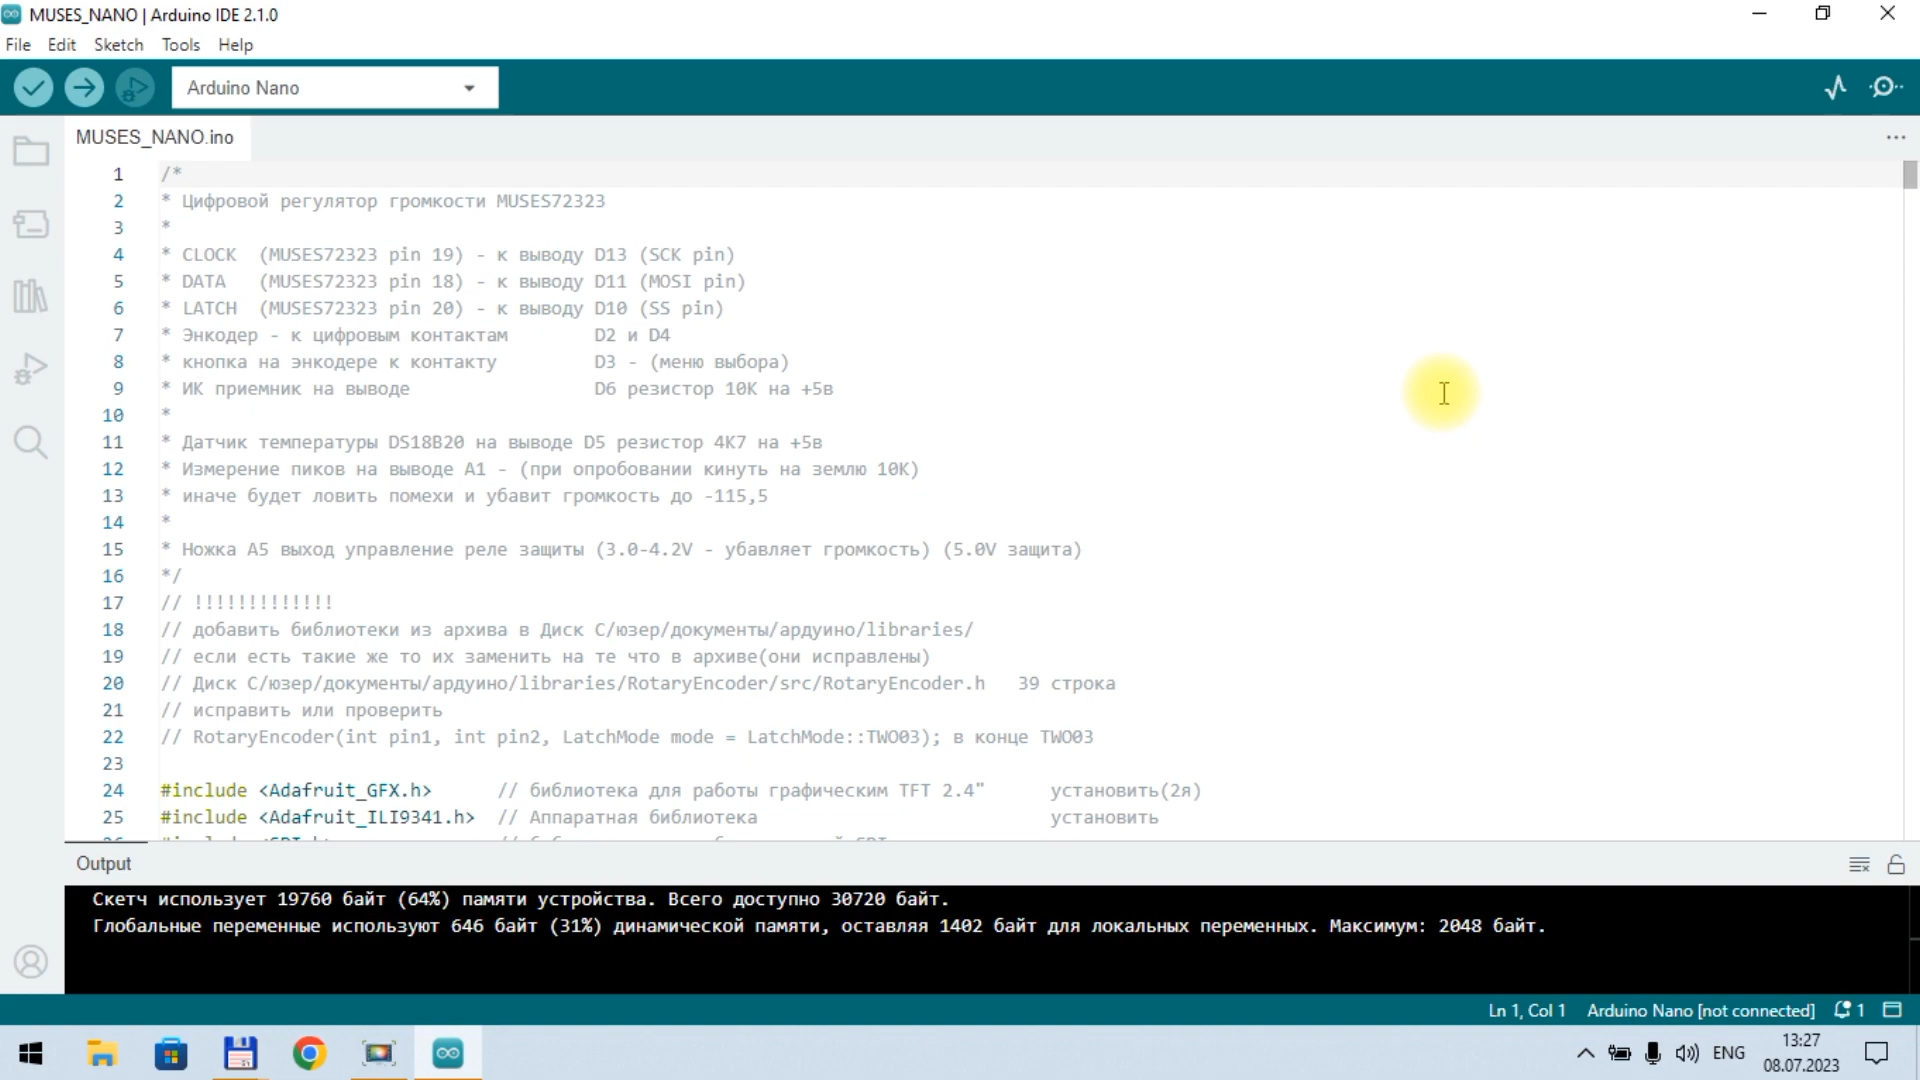 MUSES_NANO | Arduino IDE 2.1.0
File Edit Sketch Tools Help
Arduino Nano
MUSES_NANO.ino
1 /*
2 * Цифровой регулятор громкости MUSES72323
3 *
4 * CLOCK (MUSES72323 pin 19) - к выводу D13 (SCK pin)
5 * DATA (MUSES72323 pin 18) - к выводу D11 (MOSI pin)
6 * LATCH (MUSES72323 pin 20) - к выводу D10 (SS pin)
7 * Энкодер - к цифровым контактам D2 и D4
8 * кнопка на энкодере к контакту D3 - (меню выбора)
9 * ИК приемник на выводе D6 резистор 10К на +5в
10 *
11 * Датчик температуры DS18B20 на выводе D5 резистор 4К7 на +5в
12 * Измерение пиков на выводе А1 - (при опробовании кинуть на землю 10К)
13 * иначе будет ловить помехи и убавит громкость до -115,5
14 *
15 * Ножка А5 выход управление реле защиты (3.0-4.2V - убавляет громкость) (5.0V защита)
16 */
17 // !!!!!!!!!!!!!
18 // добавить библиотеки из архива в Диск С/юзер/документы/ардуино/libraries/
19 // если есть такие же то их заменить на те что в архиве(они исправлены)
20 // Диск С/юзер/документы/ардуино/libraries/RotaryEncoder/src/RotaryEncoder.h 39 строка
21 // исправить или проверить
22 // RotaryEncoder(int pin1, int pin2, LatchMode mode = LatchMode::TWO03); в конце TWO03
23
24 #include <Adafruit_GFX.h> // библиотека для работы графическим TFT 2.4" установить(2я)
25 #include <Adafruit_ILI9341.h> // Аппаратная библиотека установить
Output
Скетч использует 19760 байт (64%) памяти устройства. Всего доступно 30720 байт.
Глобальные переменные используют 646 байт (31%) динамической памяти, оставляя 1402 байт для локальных переменных. Максимум: 2048 байт.
Ln 1, Col 1 Arduino Nano [not connected] 1
ENG
13:27
08.07.2023